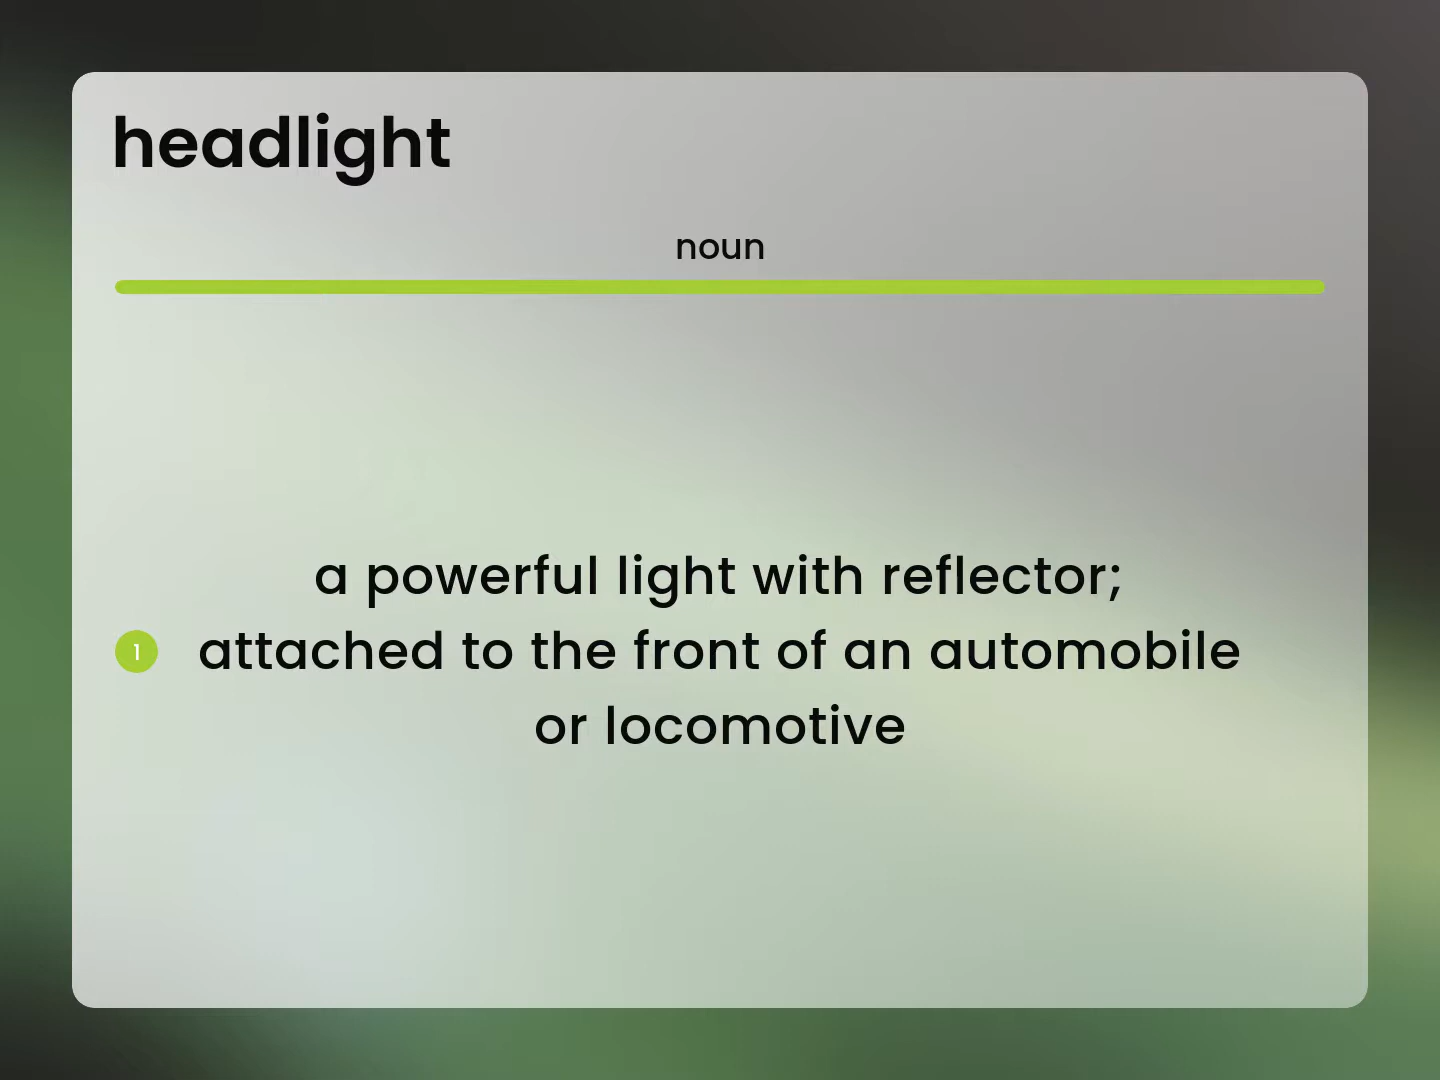 headlight
noun
a powerful light with reflector;
1 attached to the front of an automobile
or locomotive